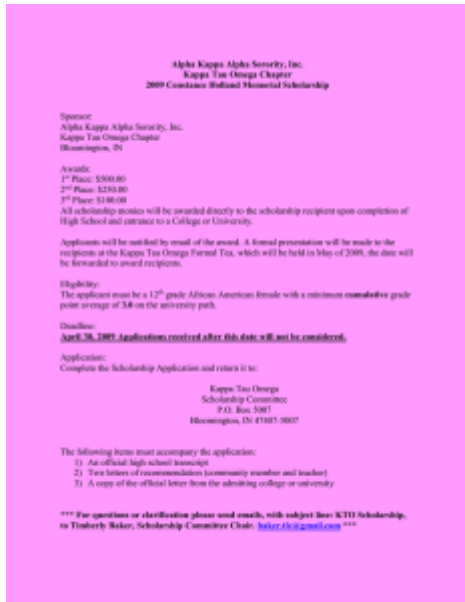 Alpha Kappa Alpha Sorority, Inc.
Kappa Tau Omega Chapter
2009 Constance Holland Memorial Scholarship
Sponsor:
Alpha Kappa Alpha Sorority, Inc.
Kappa Tau Omega Chapter
Bloomington, IN
Awards:
1st Place: $500.00
2nd Place: $250.00
3rd Place: $100.00
All scholarship monies will be awarded directly to the scholarship recipient upon completion of
High School and entrance to a College or University.
Applicants will be notified by email of the award. A formal presentation will be made to the
recipients at the Kappa Tau Omega Formal Tea, which will be held in May of 2009, the date will
be forwarded to award recipients.
Eligibility:
The applicant must be a 12th grade African American female with a minimum cumulative grade
point average of 3.0 on the university path.
Deadline:
April 30, 2009 Applications received after this date will not be considered.
Application:
Complete the Scholarship Application and return it to:
Kappa Tau Omega
Scholarship Committee
P.O. Box 5007
Bloomington, IN 47407-5007
The following items must accompany the application:
1) An official high school transcript
2) Two letters of recommendation (community member and teacher)
3) A copy of the official letter from the admitting college or university
*** For questions or clarification please send emails, with subject line: KTO Scholarship,
to Timberly Baker, Scholarship Committee Chair. baker.tlc@gmail.com ***